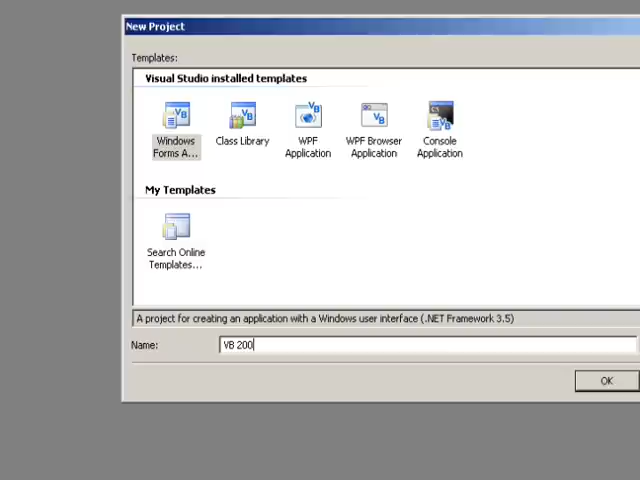 New Project
Templates:
Visual Studio installed templates
Windows Forms A...
Class Library
WPF Application
WPF Browser Application
Console Application
My Templates
Search Online Templates...
A project for creating an application with a Windows user interface (.NET Framework 3.5)
Name:
VB 200
OK